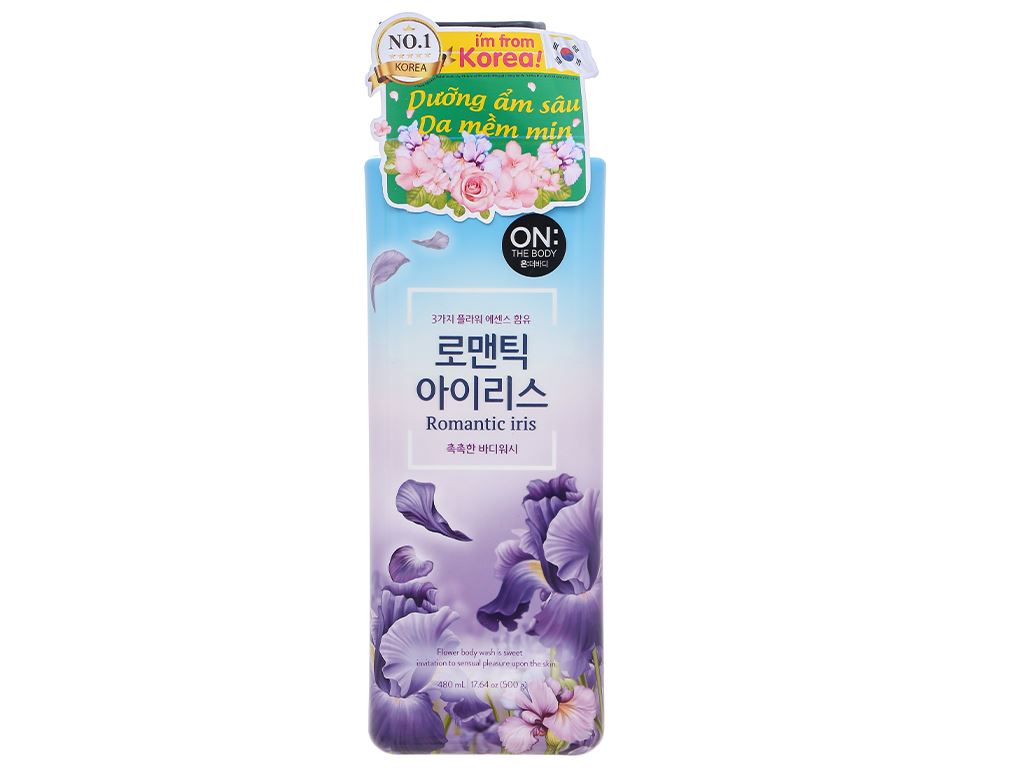 NO.1
KOREA
i'm from
Korea!
Dưỡng ẩm sâu
Da mềm mịn
ON:
THE BODY
온:더바디
3가지 플라워 에센스 함유
로맨틱
아이리스
Romantic iris
촉촉한 바디워시
Flower body wash is sweet
invitation to sensual pleasure upon the skin.
480 mL | 17.64 oz (500 g)